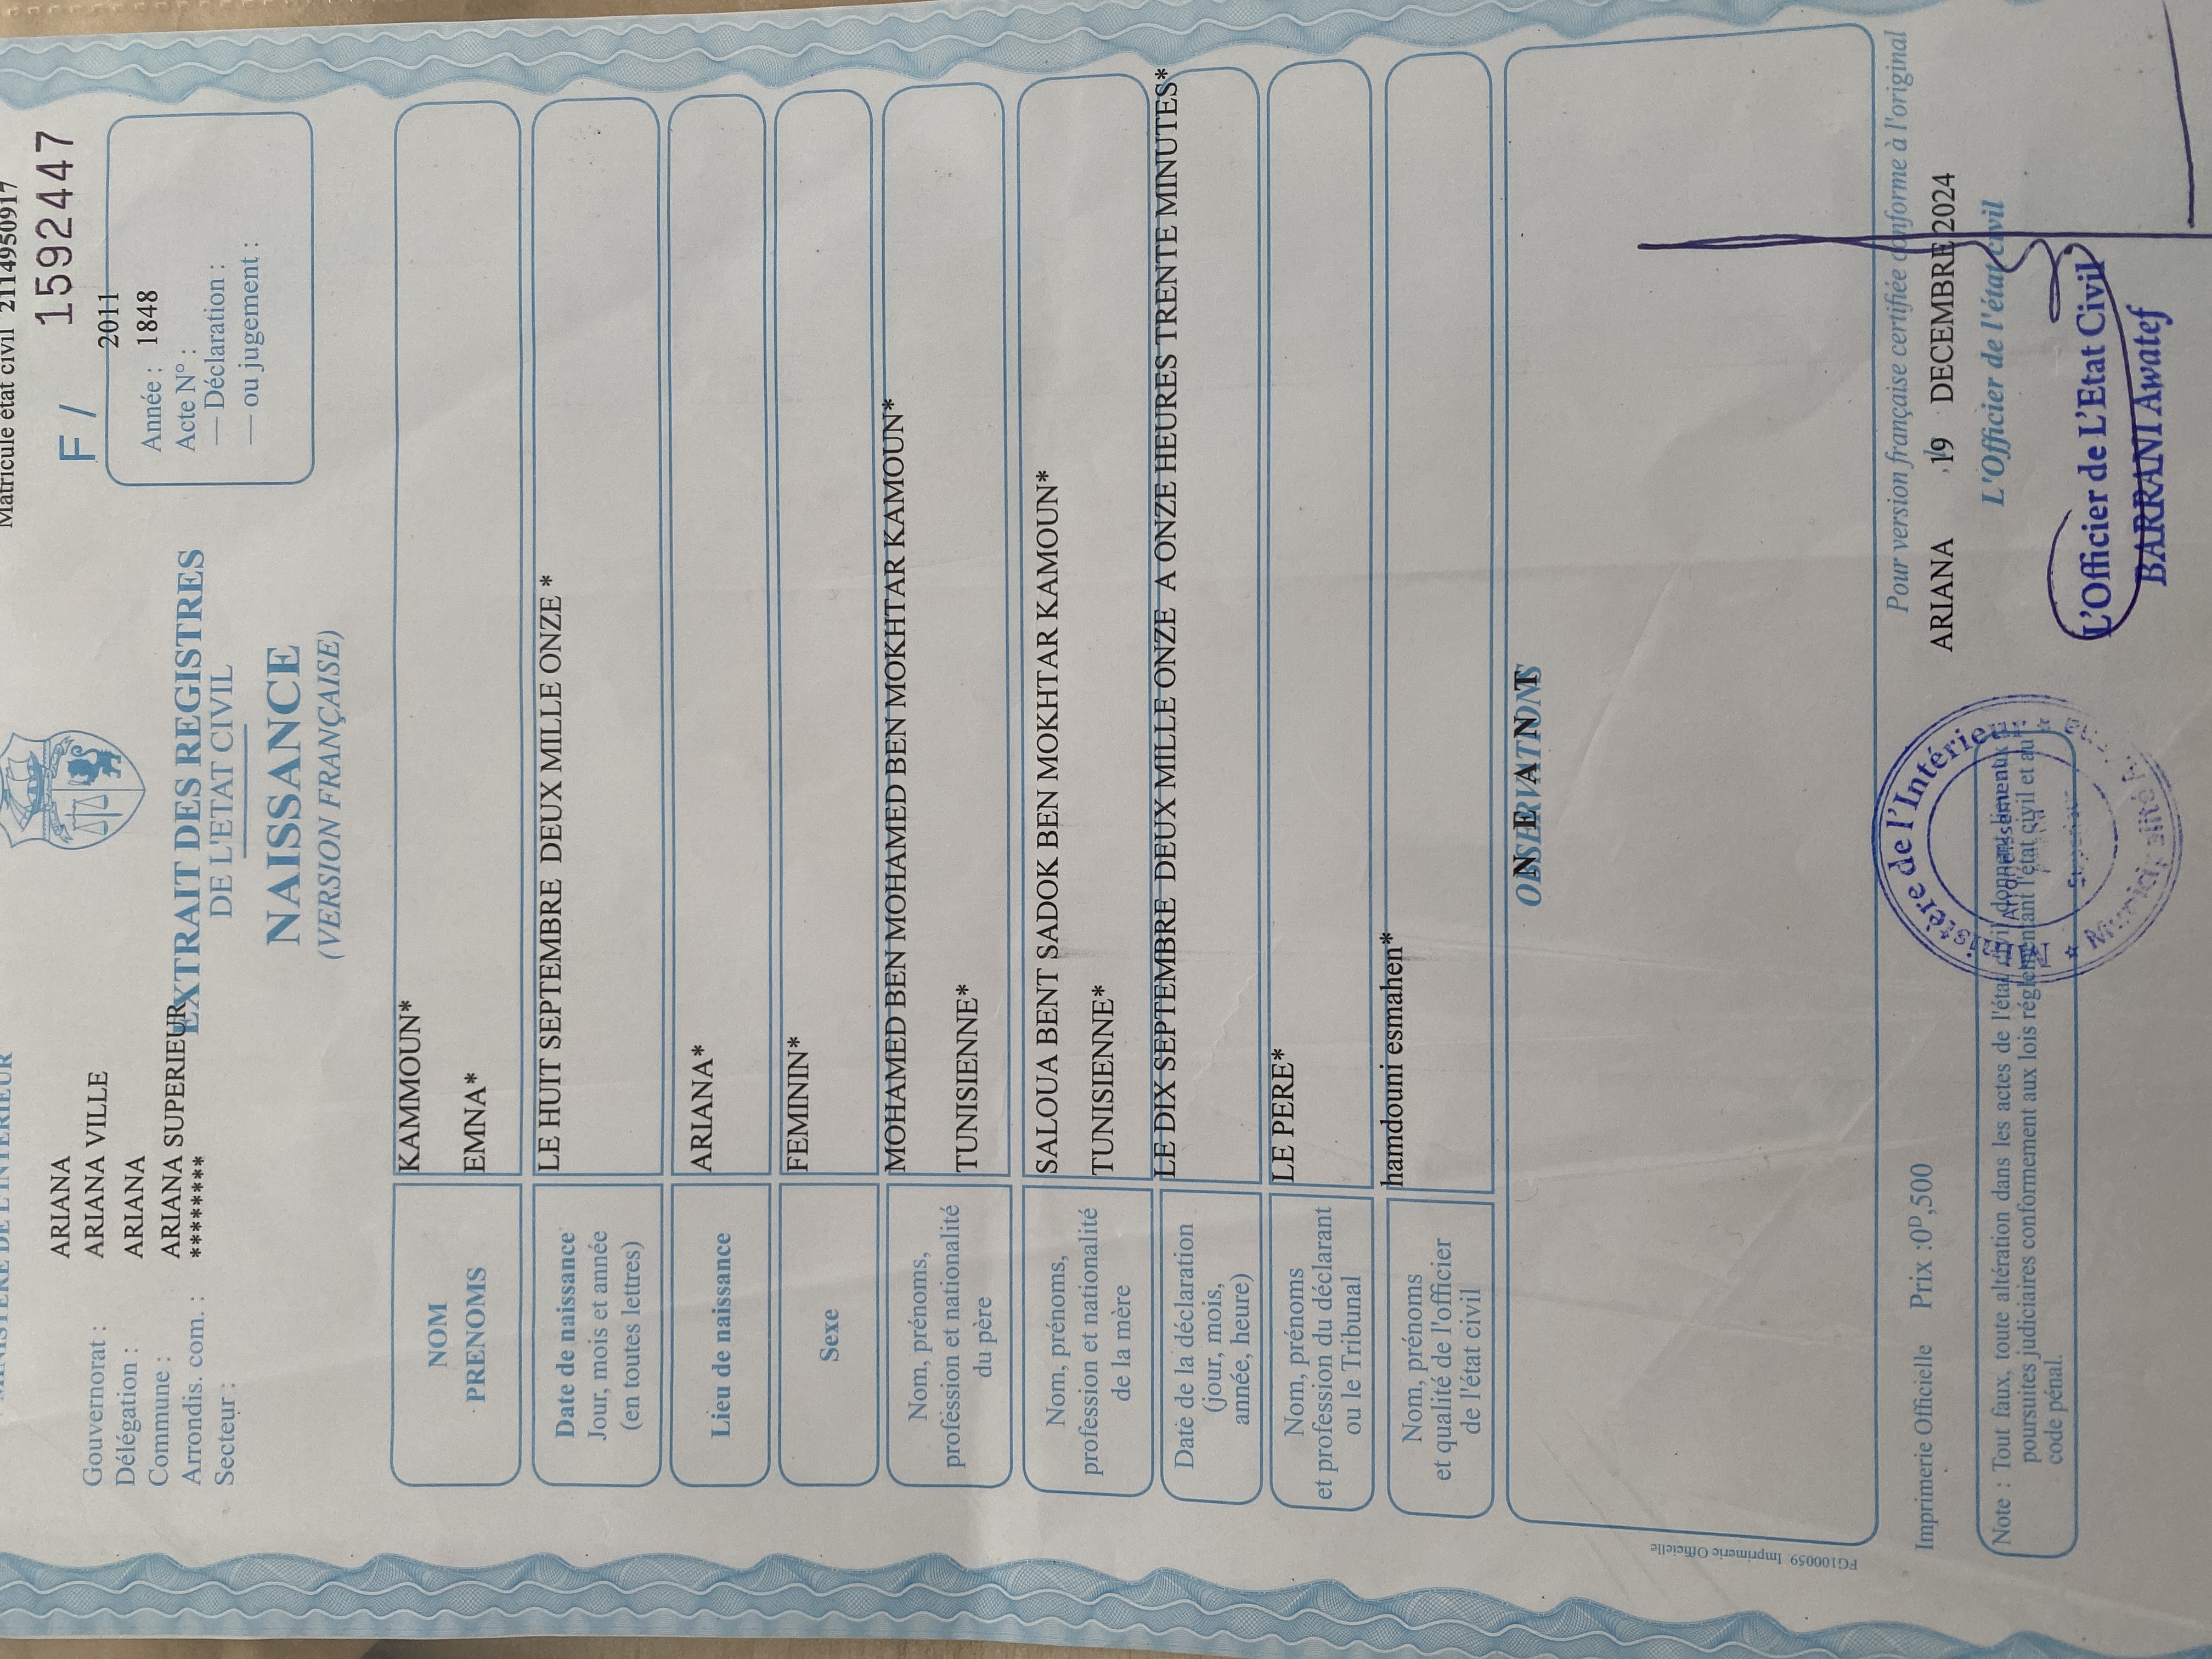 MINISTERE DE L'INTERIEUR
Matricule état civil 2114950917
F / 1592447
Gouvernorat : ARIANA
Délégation : ARIANA VILLE
Commune : ARIANA
Arrondis. com. : ARIANA SUPERIEUR
Secteur : *********
2011
Année : 1848
Acte N° :
— Déclaration :
— ou jugement :
EXTRAIT DES REGISTRES
DE L'ETAT CIVIL
NAISSANCE
(VERSION FRANÇAISE)
NOM KAMMOUN*
PRENOMS EMNA*
Date de naissance LE HUIT SEPTEMBRE DEUX MILLE ONZE *
Jour, mois et année
(en toutes lettres)
Lieu de naissance ARIANA*
Sexe FEMININ*
Nom, prénoms, MOHAMED BEN MOHAMED BEN MOKHTAR KAMOUN*
profession et nationalité TUNISIENNE*
du père
Nom, prénoms, SALOUA BENT SADOK BEN MOKHTAR KAMOUN*
profession et nationalité TUNISIENNE*
de la mère
Date de la déclaration LE DIX SEPTEMBRE DEUX MILLE ONZE A ONZE HEURES TRENTE MINUTES*
(jour, mois,
année, heure)
Nom, prénoms LE PERE*
et profession du déclarant
ou le Tribunal
Nom, prénoms hamdouni esmahen*
et qualité de l'officier
de l'état civil
OBSERVATIONS
N E A N T
FG100059 Imprimerie Officielle
Pour version française certifiée conforme à l'original
Imprimerie Officielle Prix :0D,500
ARIANA ,19 DECEMBRE 2024
L'Officier de l'état civil
Note : Tout faux, toute altération dans les actes de l'état civil donnent lieu à
poursuites judiciaires conformément aux lois réglementant l'état civil et au
code pénal.
Ministère de l'Intérieur
Municipalité
Arrondissement
L'Officier de L'Etat Civil
BARRANI Awatef